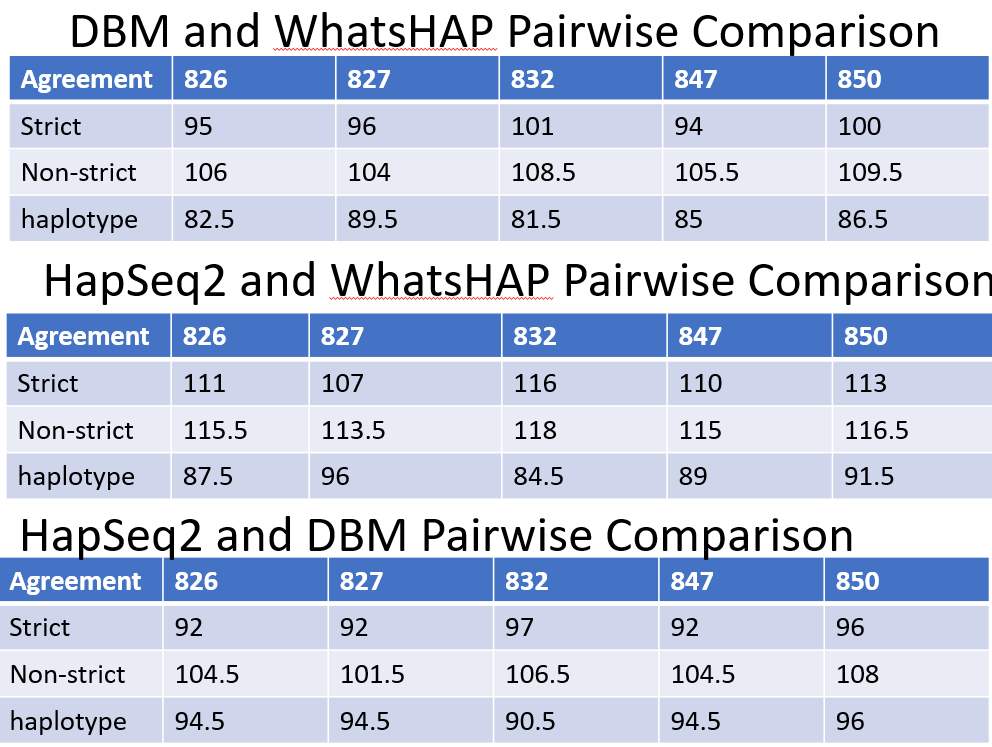 DBM and WhatsHAP Pairwise Comparison
Agreement 826 827 832 847 850
Strict 95 96 101 94 100
Non-strict 106 104 108.5 105.5 109.5
haplotype 82.5 89.5 81.5 85 86.5
HapSeq2 and WhatsHAP Pairwise Comparison
Agreement 826 827 832 847 850
Strict 111 107 116 110 113
Non-strict 115.5 113.5 118 115 116.5
haplotype 87.5 96 84.5 89 91.5
HapSeq2 and DBM Pairwise Comparison
Agreement 826 827 832 847 850
Strict 92 92 97 92 96
Non-strict 104.5 101.5 106.5 104.5 108
haplotype 94.5 94.5 90.5 94.5 96